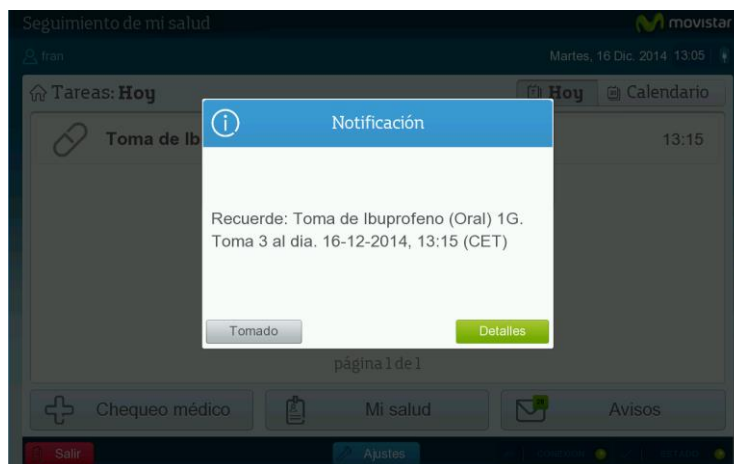 Seguimiento de mi salud
movistar
fran
Martes, 16 Dic. 2014 13:05
Tareas: Hoy
Hoy
Calendario
Notificación
Toma de Ib
13:15
Recuerde: Toma de Ibuprofeno (Oral) 1G.
Toma 3 al dia. 16-12-2014, 13:15 (CET)
Tomado
Detalles
página 1 de 1
Chequeo médico
Mi salud
Avisos
Salir
Ajustes